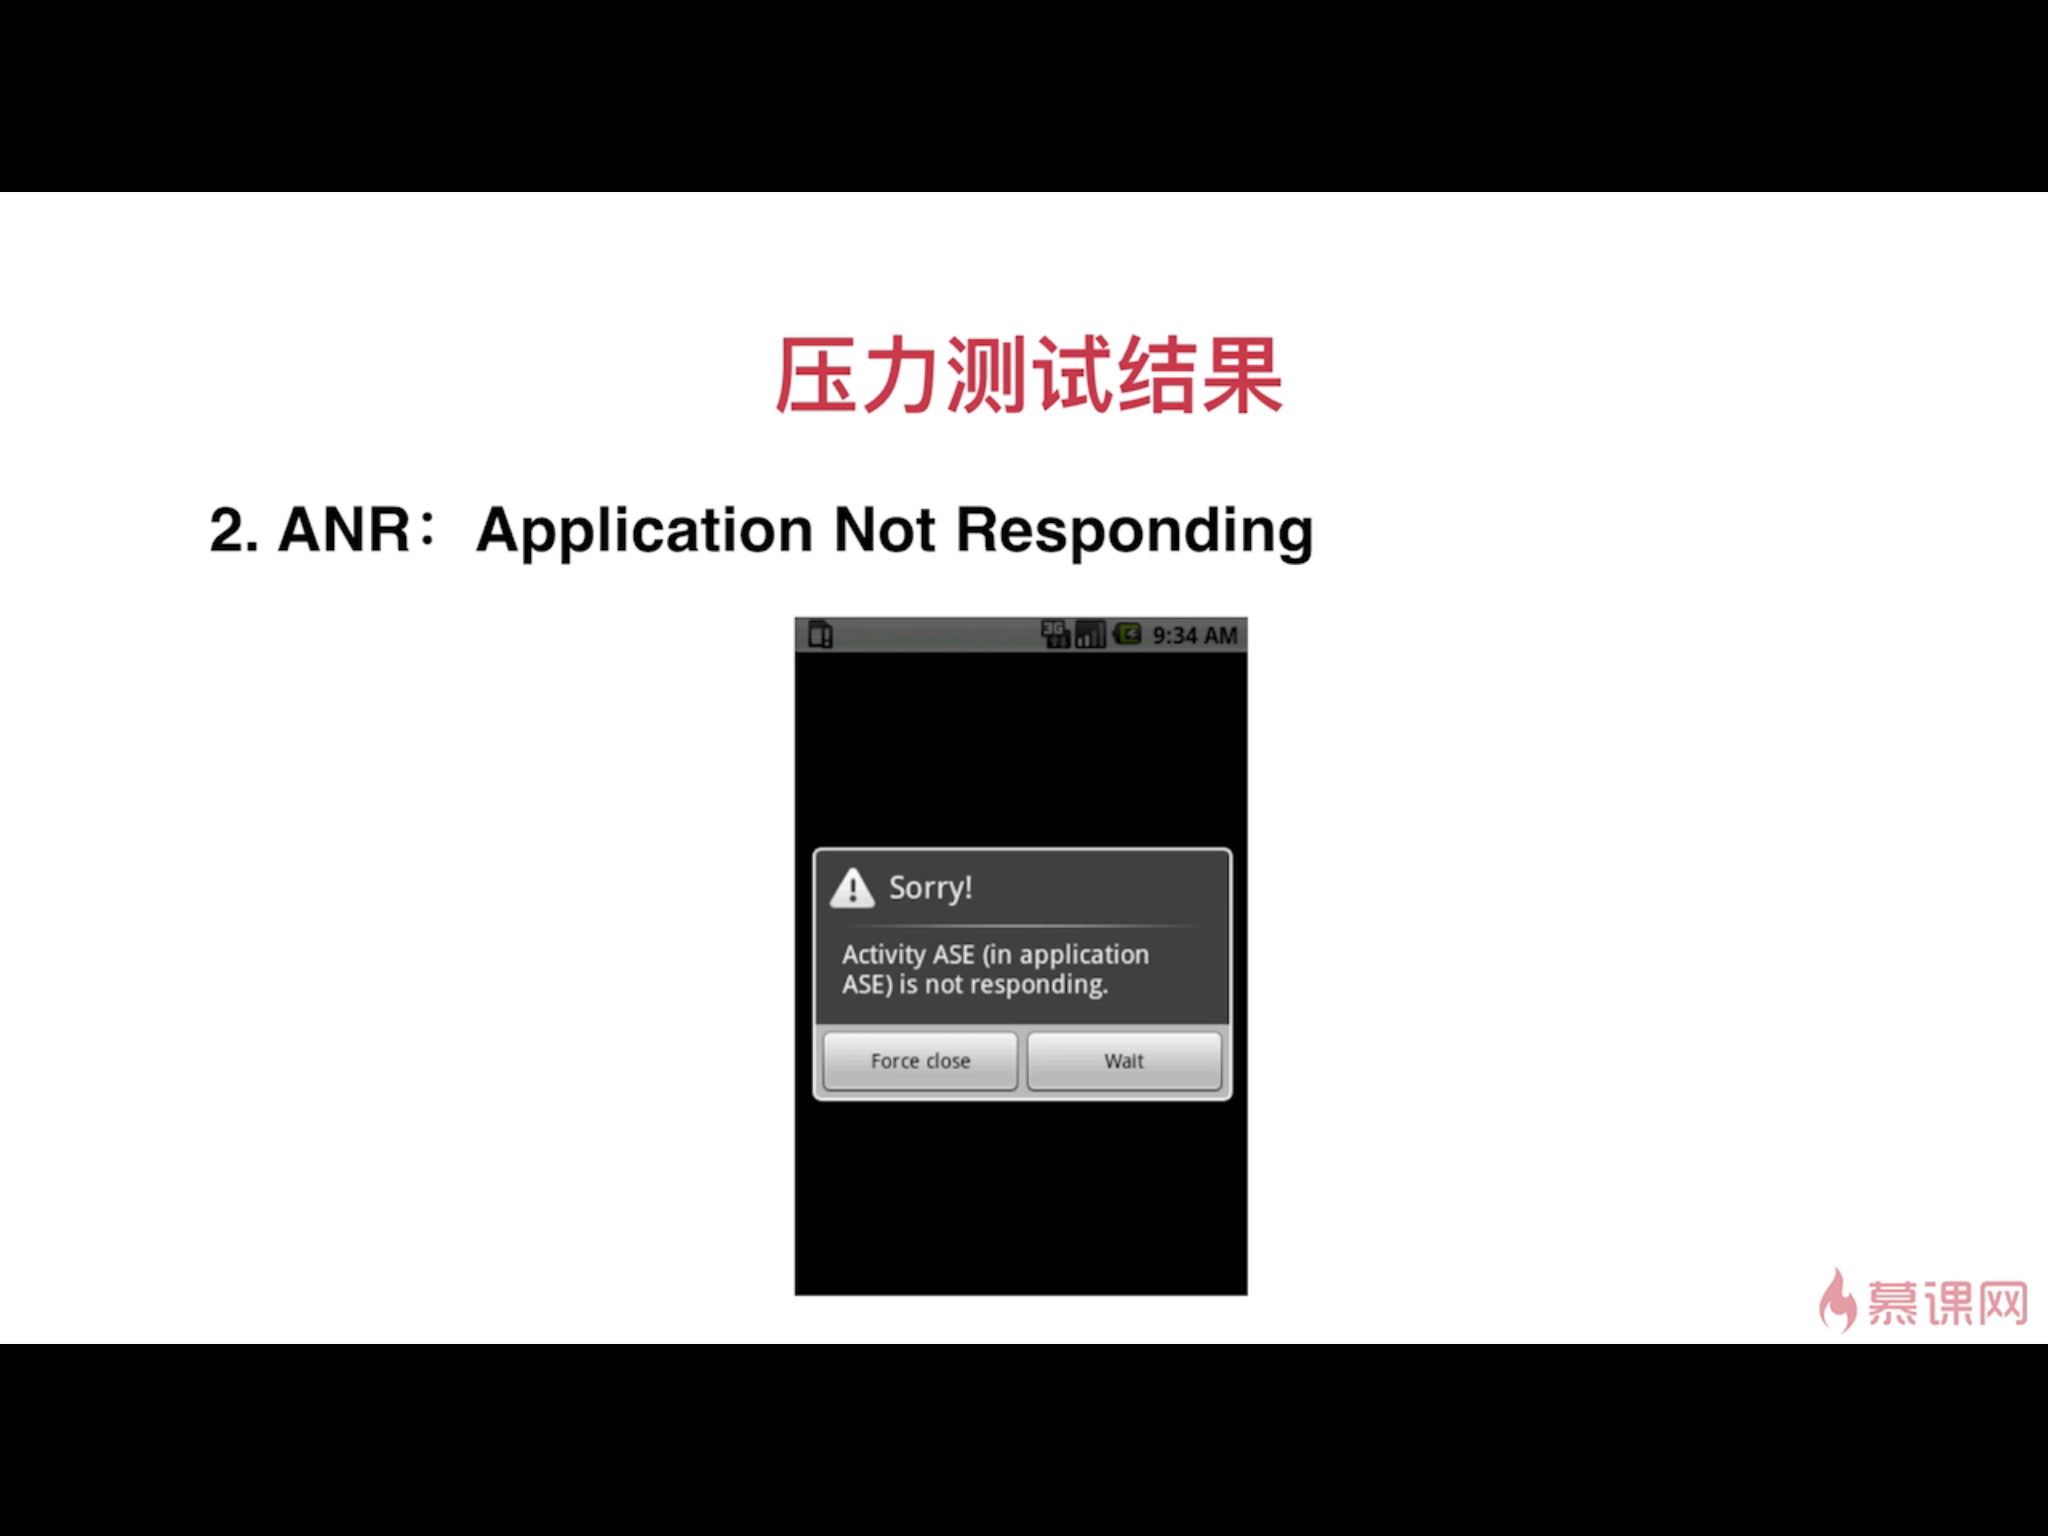 压力测试结果
2. ANR：Application Not Responding
3G
9:34 AM
Sorry!
Activity ASE (in application
ASE) is not responding.
Force close
Wait
慕课网